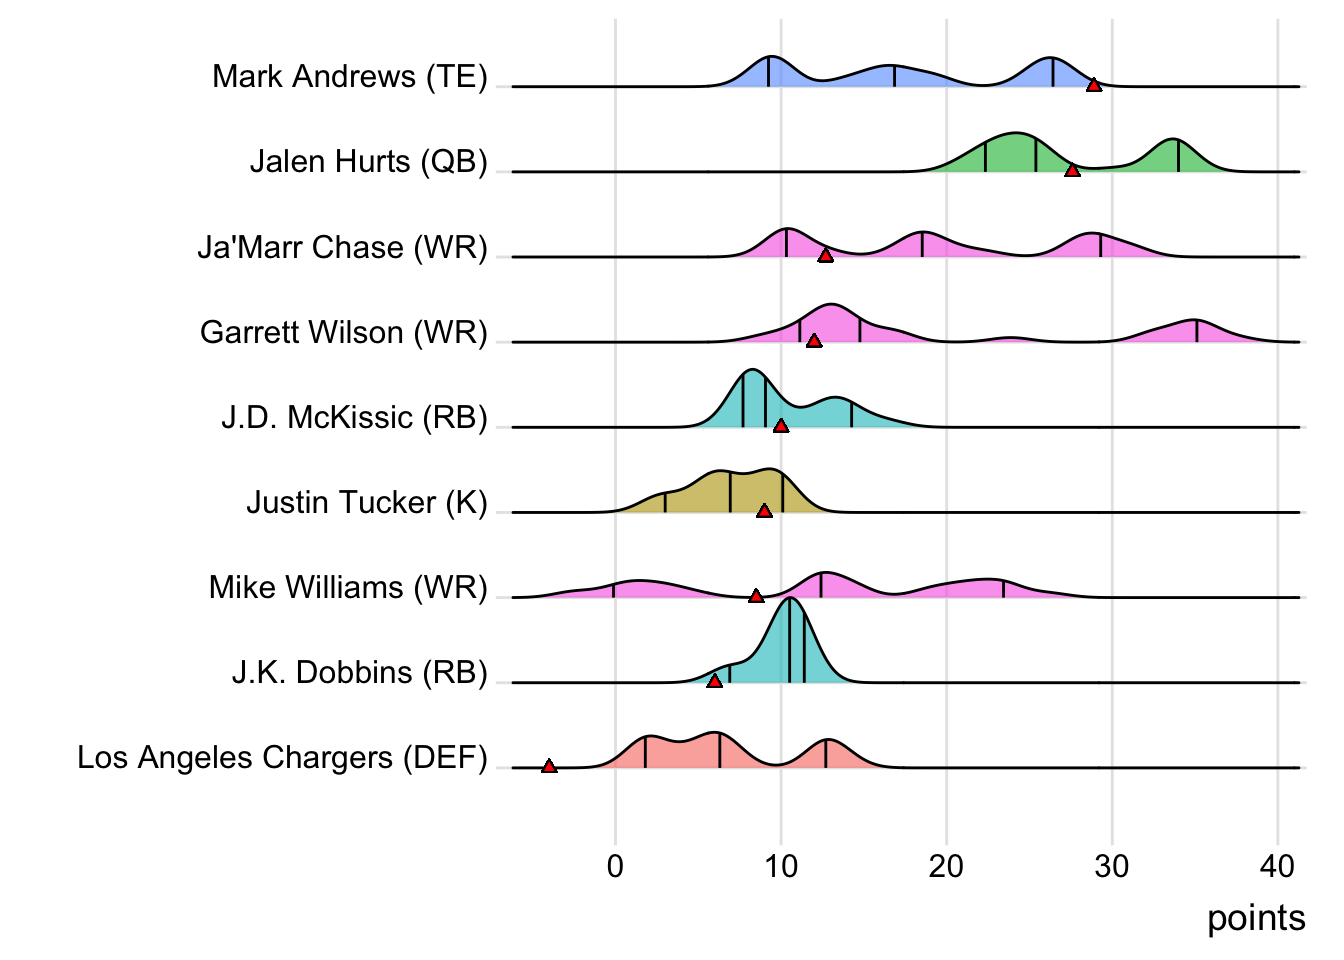 Mark Andrews (TE)
Jalen Hurts (QB)
Ja'Marr Chase (WR)
Garrett Wilson (WR)
J.D. McKissic (RB)
Justin Tucker (K)
Mike Williams (WR)
J.K. Dobbins (RB)
Los Angeles Chargers (DEF)
0 10 20 30 40
points